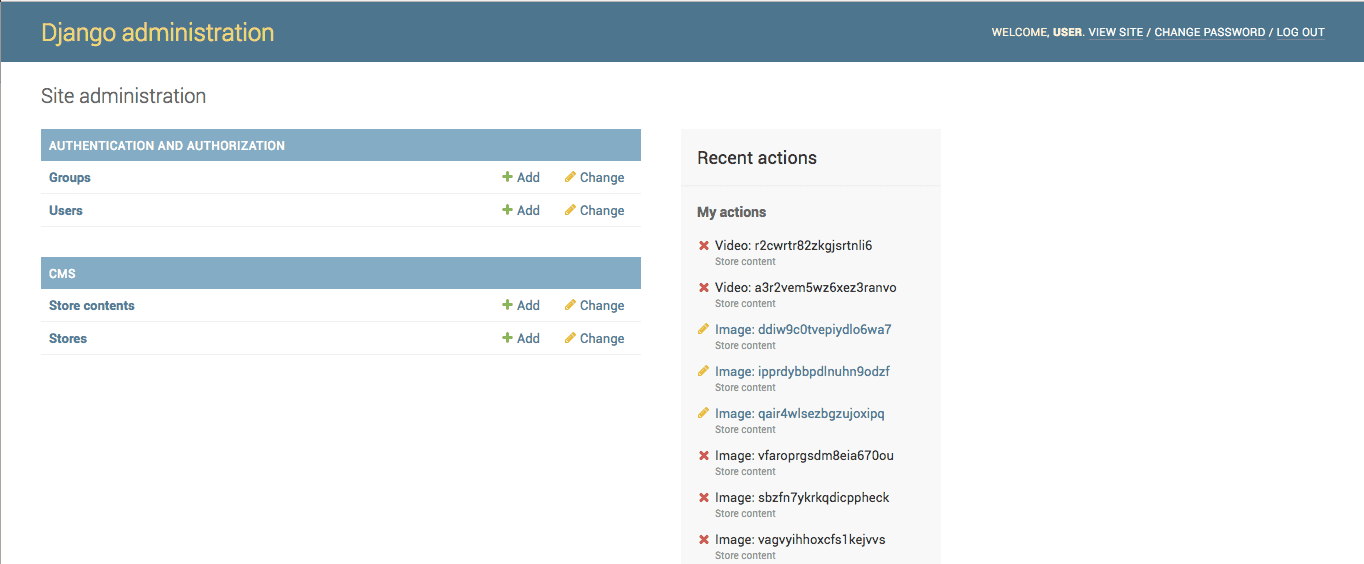 Django administration
WELCOME, USER. VIEW SITE / CHANGE PASSWORD / LOG OUT
Site administration
AUTHENTICATION AND AUTHORIZATION
Groups Add Change
Users Add Change
CMS
Store contents Add Change
Stores Add Change
Recent actions
My actions
Video: r2cwrtr82zkgjsrtnli6
Store content
Video: a3r2vem5wz6xez3ranvo
Store content
Image: ddiw9c0tvepiydlo6wa7
Store content
Image: ipprdybbpdlnuhn9odzf
Store content
Image: qair4wlsezbgzujoxipq
Store content
Image: vfaroprgsdm8eia670ou
Store content
Image: sbzfn7ykrkqdicppheck
Store content
Image: vagvyihhoxcfs1kejvvs
Store content